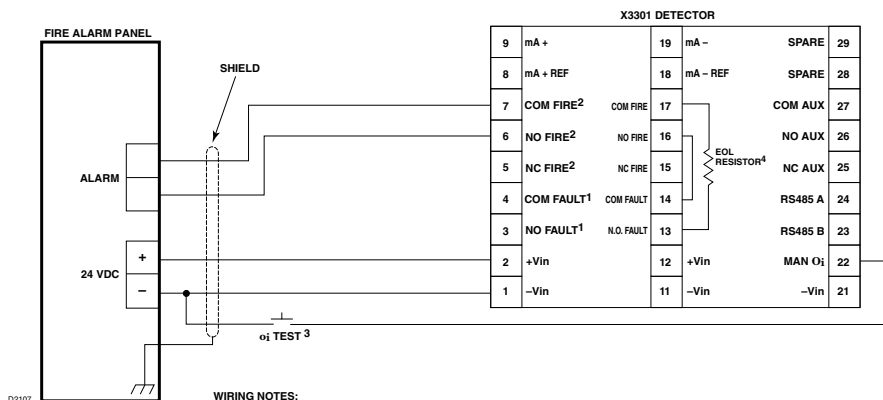 X3301 DETECTOR
FIRE ALARM PANEL
SHIELD
ALARM
+
24 VDC
–
oi TEST 3
9 mA + 19 mA – SPARE 29
8 mA + REF 18 mA – REF SPARE 28
7 COM FIRE2 COM FIRE 17 COM AUX 27
6 NO FIRE2 NO FIRE 16 NO AUX 26
5 NC FIRE2 NC FIRE 15 NC AUX 25
4 COM FAULT1 COM FAULT 14 RS485 A 24
3 NO FAULT1 N.O. FAULT 13 RS485 B 23
2 +Vin 12 +Vin MAN Oi 22
1 –Vin 11 –Vin –Vin 21
EOL
RESISTOR4
D2107
WIRING NOTES: